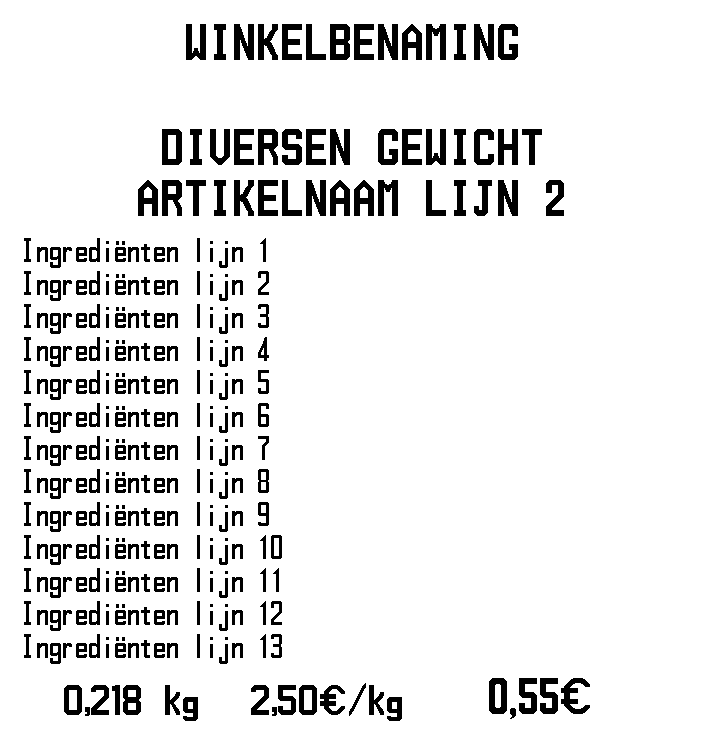 WINKELBENAMING
DIVERSEN GEWICHT
ARTIKELNAAM LIJN 2
Ingrediënten lijn 1
Ingrediënten lijn 2
Ingrediënten lijn 3
Ingrediënten lijn 4
Ingrediënten lijn 5
Ingrediënten lijn 6
Ingrediënten lijn 7
Ingrediënten lijn 8
Ingrediënten lijn 9
Ingrediënten lijn 10
Ingrediënten lijn 11
Ingrediënten lijn 12
Ingrediënten lijn 13
0,218 kg 2,50€/kg 0,55€